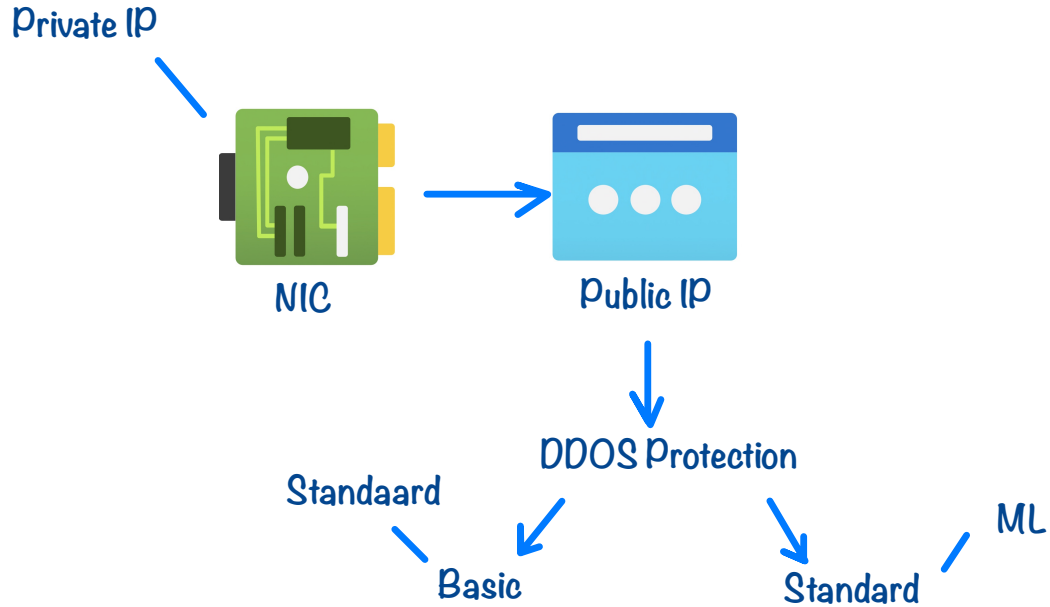 Private IP
NIC
Public IP
DDOS Protection
Standaard
ML
Basic
Standard